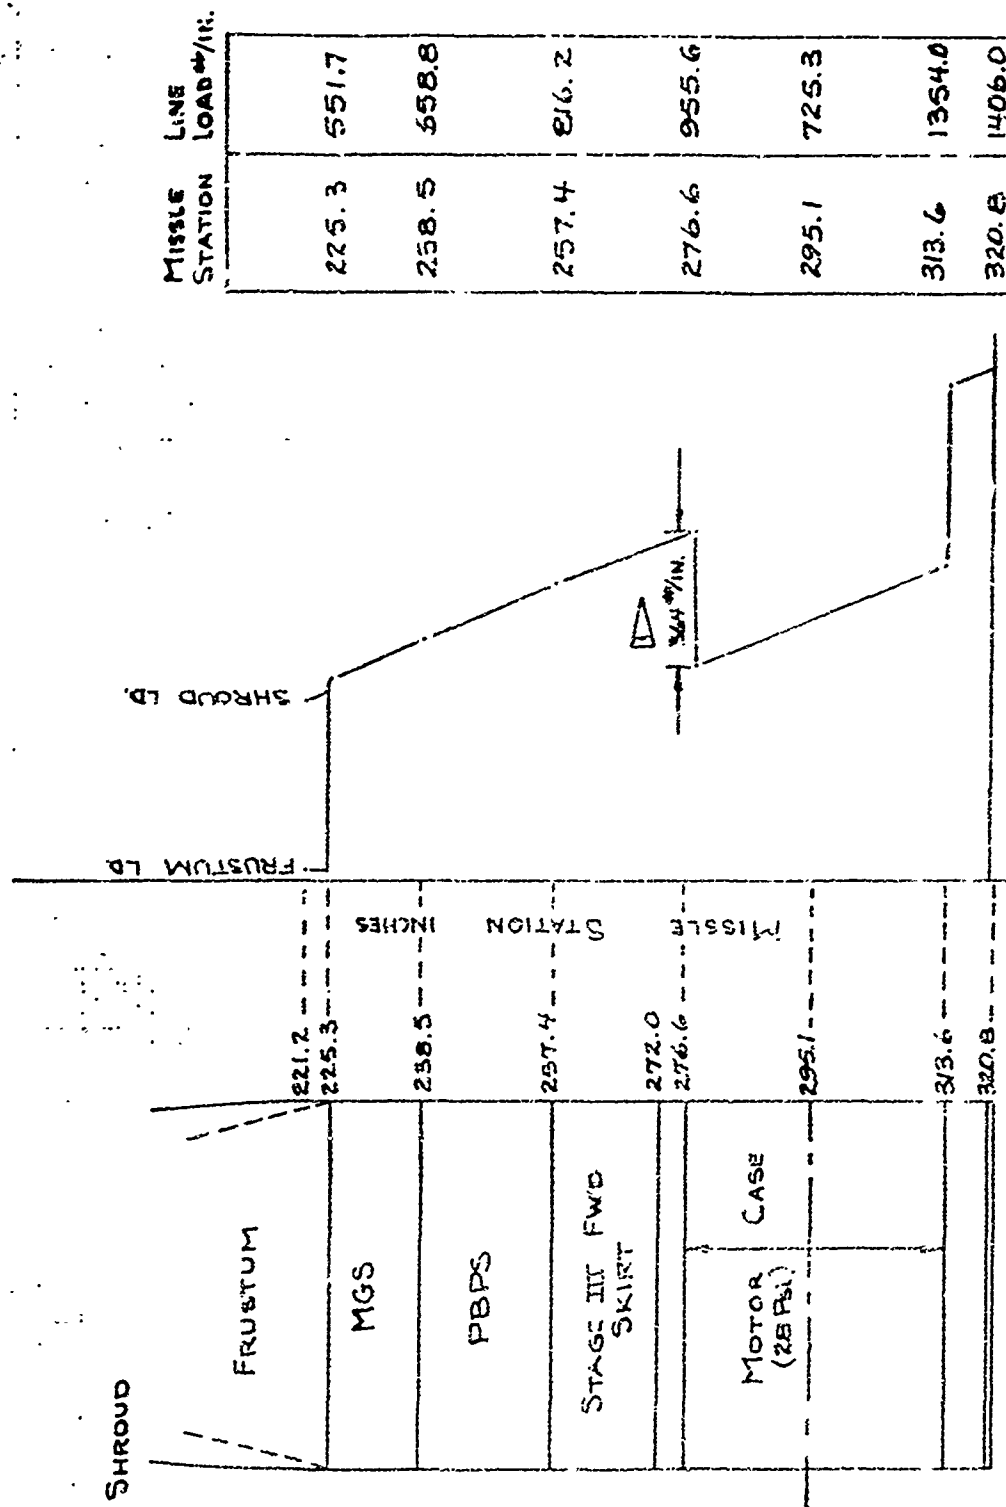 MISSLE STATION
LINE LOAD #/IN.
225.3 551.7
238.5 658.8
257.4 816.2
276.6 955.6
295.1 725.3
313.6 1354.0
320.8 1406.0
SHROUD LD.
FRUSTUM LD
364 #/IN.
MISSLE STATION INCHES
221.2
225.3
238.5
257.4
272.0
276.6
295.1
313.6
320.8
SHROUD
FRUSTUM
MGS
PBPS
STAGE III FWD
SKIRT
MOTOR CASE
(28 PSI)